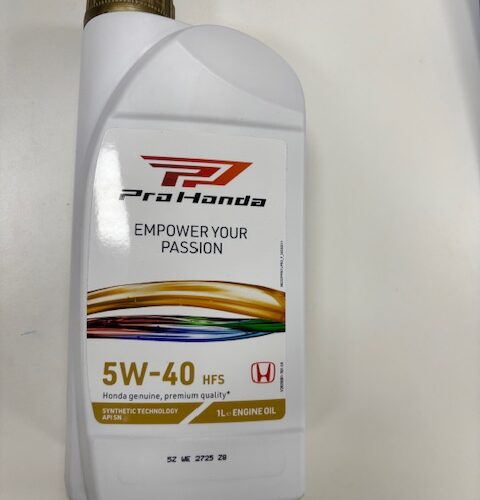 Pro Honda
EMPOWER YOUR
PASSION
5W-40 HFS
Honda genuine, premium quality*
SYNTHETIC TECHNOLOGY
API SN
1L℮ ENGINE OIL
5Z WE 2725 Z8